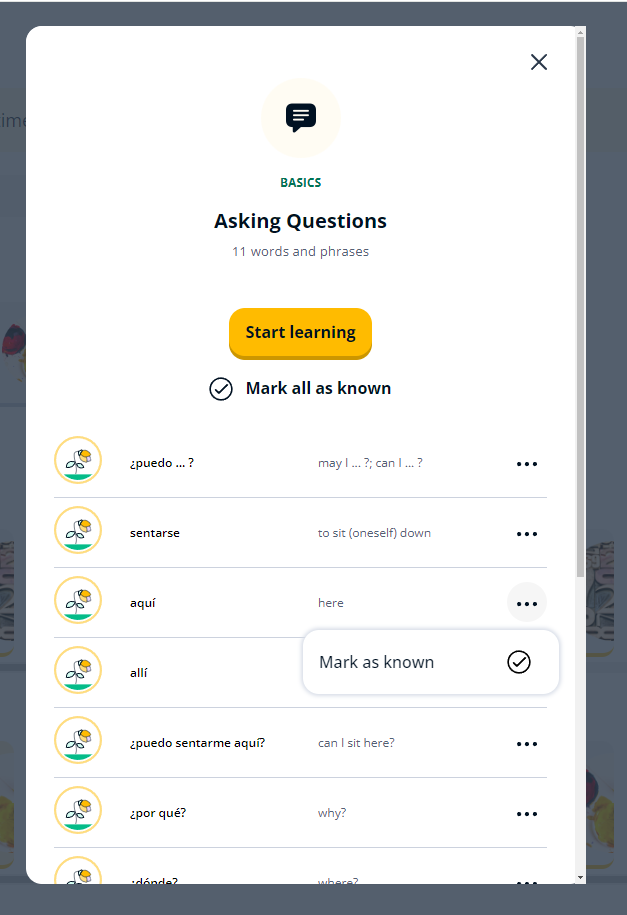 BASICS
Asking Questions
11 words and phrases
Start learning
Mark all as known
¿puedo ... ? may I ... ?; can I ... ?
sentarse to sit (oneself) down
aquí here
Mark as known
allí
¿puedo sentarme aquí? can I sit here?
¿por qué? why?
¿dónde? where?